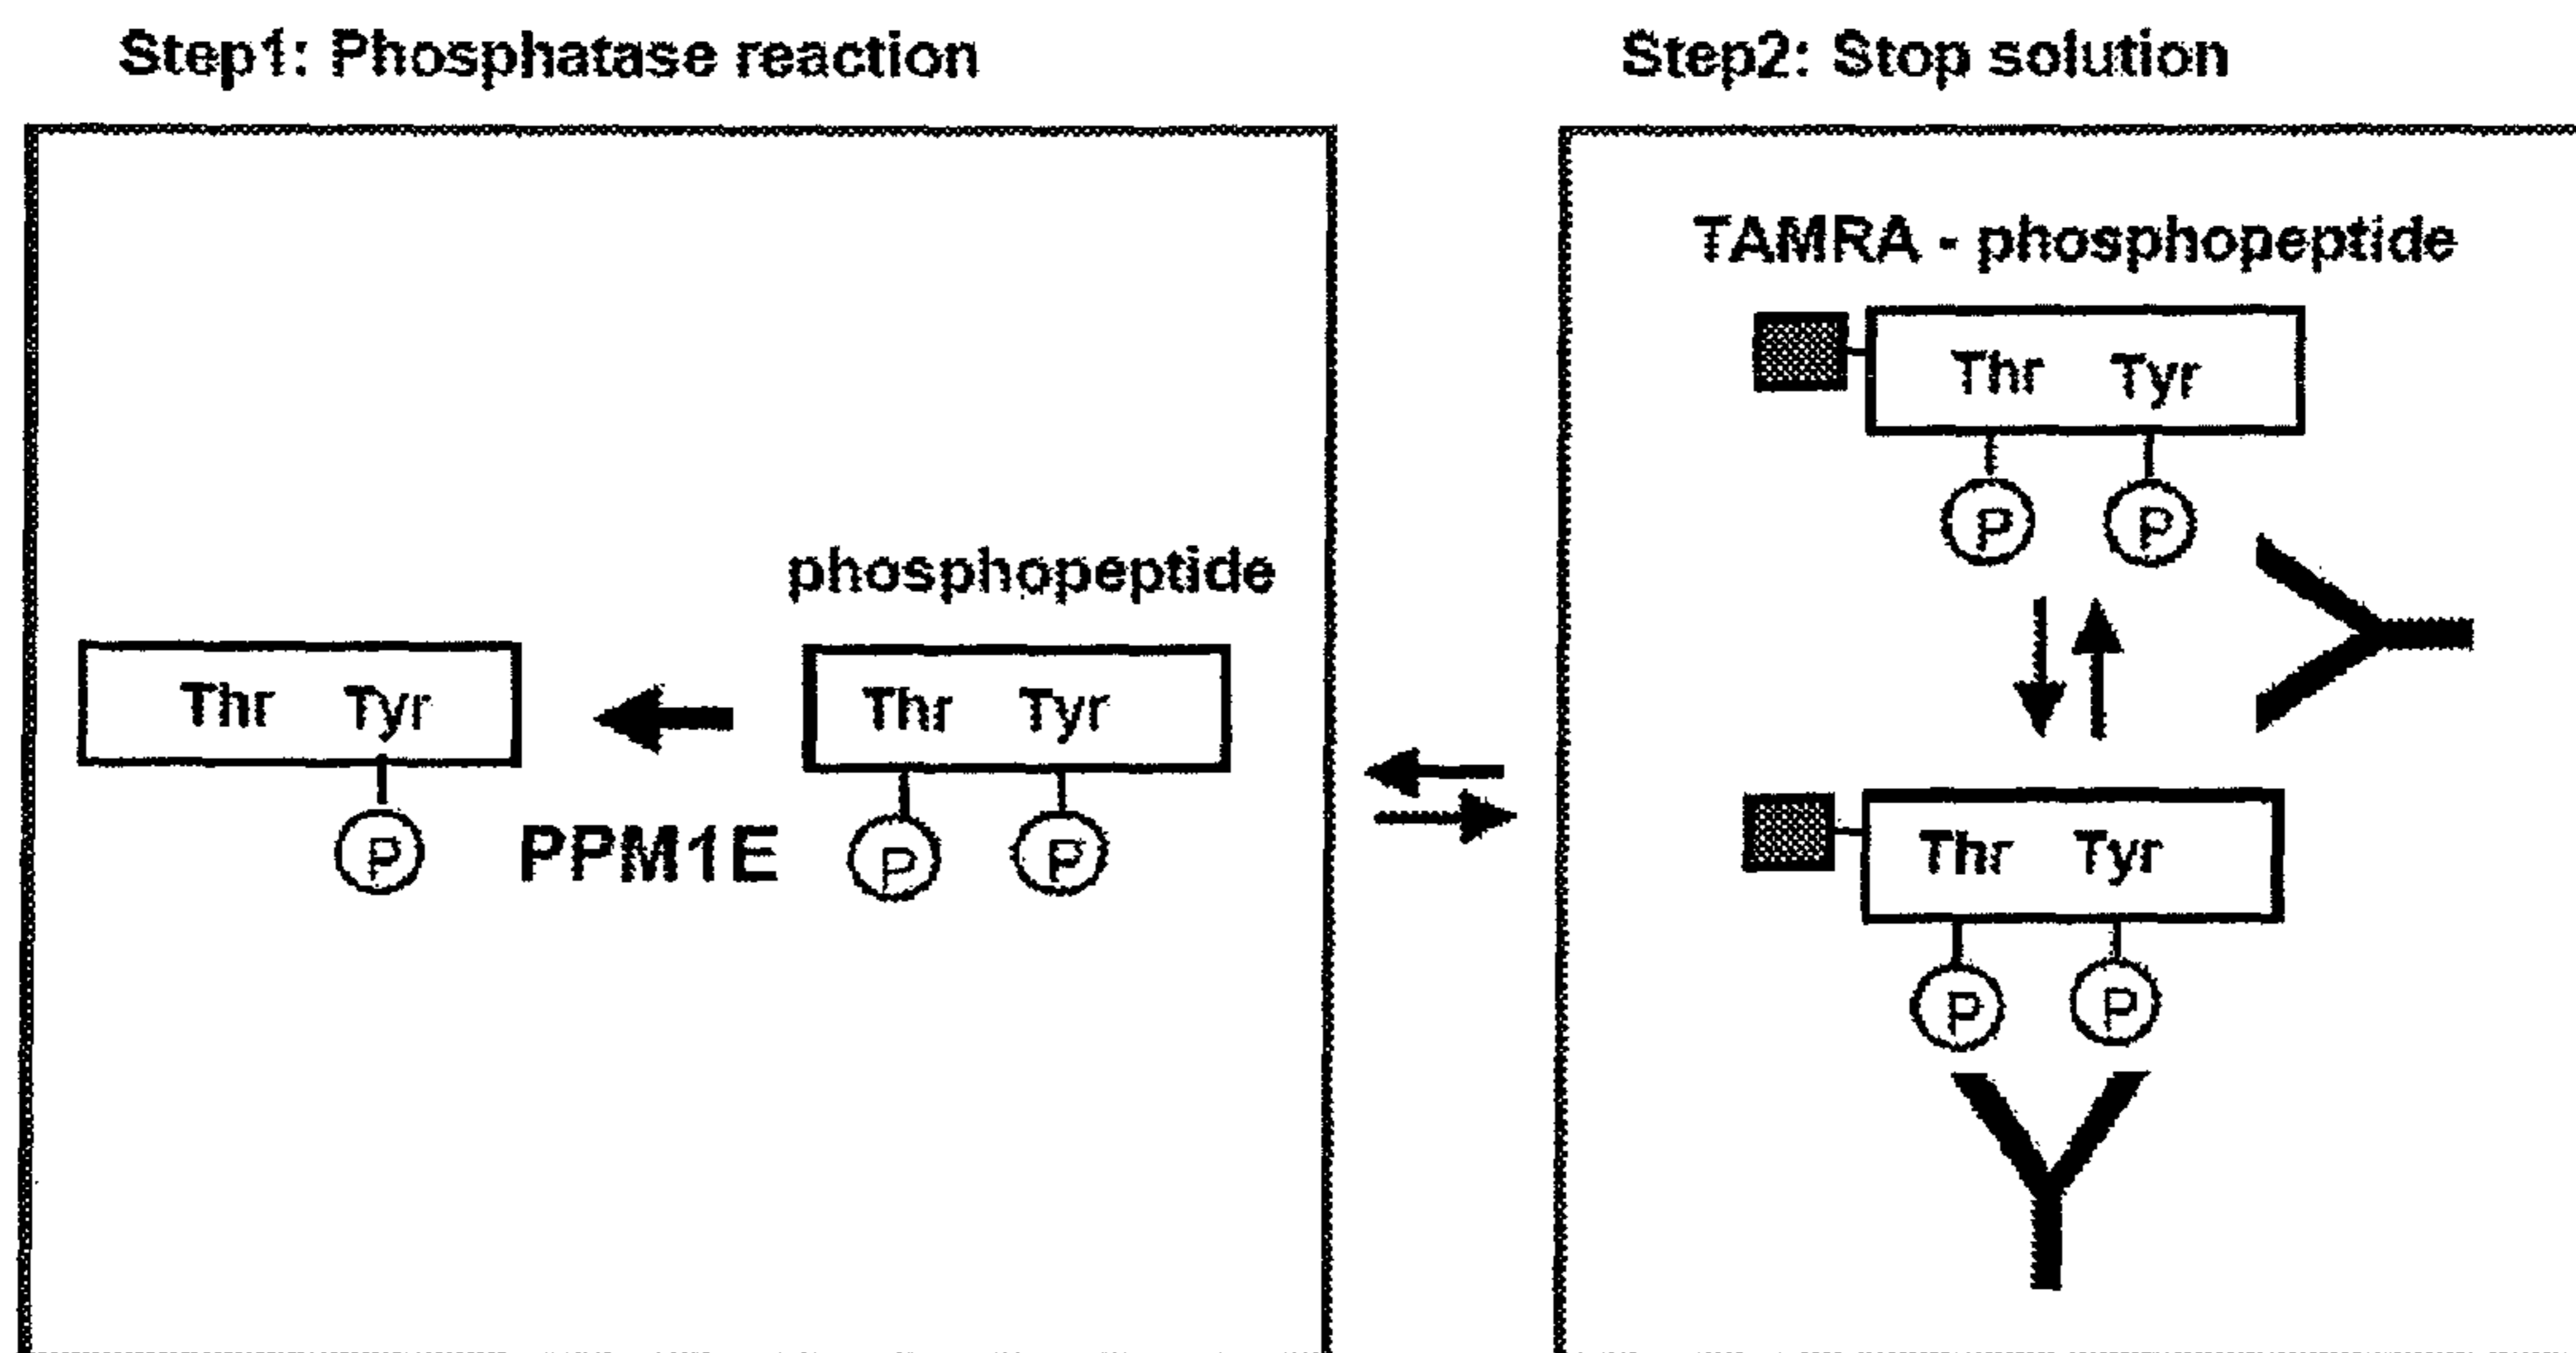 Step1: Phosphatase reaction
phosphopeptide
Thr Tyr
Thr Tyr
P
PPM1E
P
P
Step2: Stop solution
TAMRA - phosphopeptide
Thr Tyr
P
P
Thr Tyr
P
P